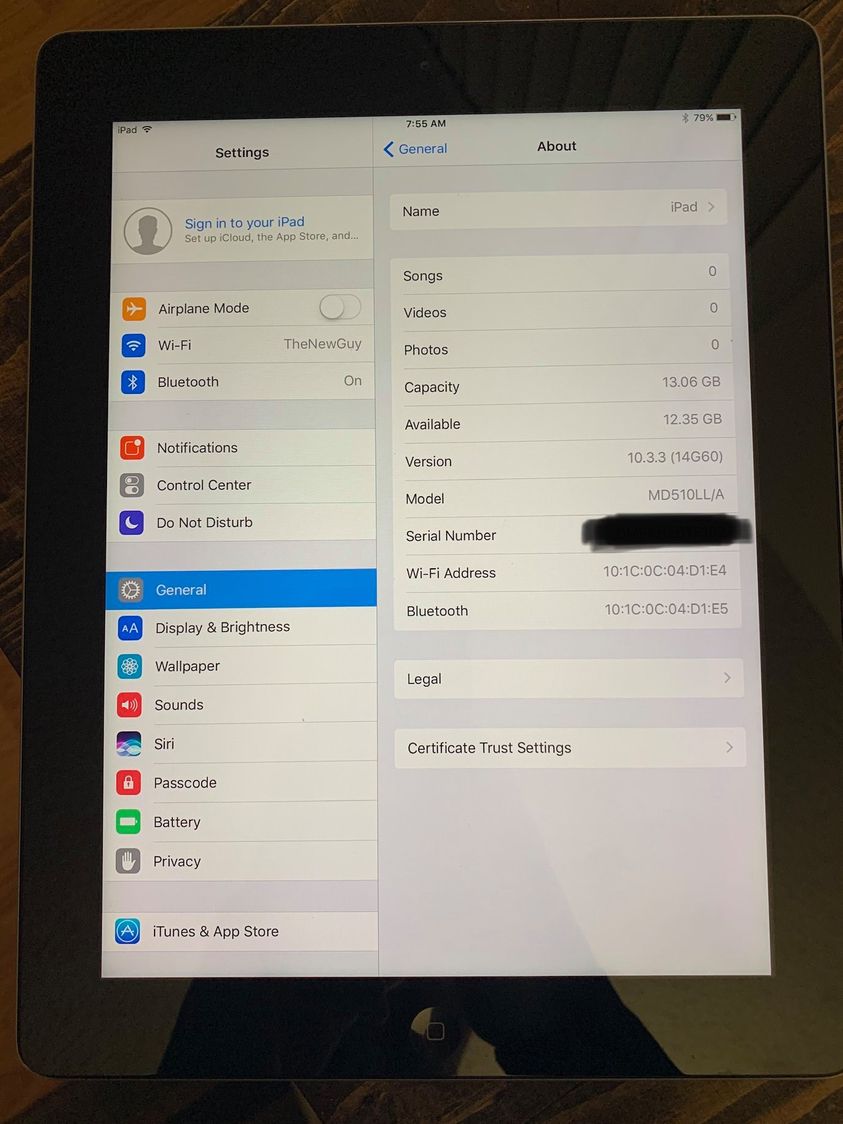 iPad
7:55 AM
79%
Settings
General
About
Sign in to your iPad
Set up iCloud, the App Store, and...
Airplane Mode
Wi-Fi TheNewGuy
Bluetooth On
Notifications
Control Center
Do Not Disturb
General
AA Display & Brightness
Wallpaper
Sounds
Siri
Passcode
Battery
Privacy
iTunes & App Store
Name iPad
Songs 0
Videos 0
Photos 0
Capacity 13.06 GB
Available 12.35 GB
Version 10.3.3 (14G60)
Model MD510LL/A
Serial Number
Wi-Fi Address 10:1C:0C:04:D1:E4
Bluetooth 10:1C:0C:04:D1:E5
Legal
Certificate Trust Settings